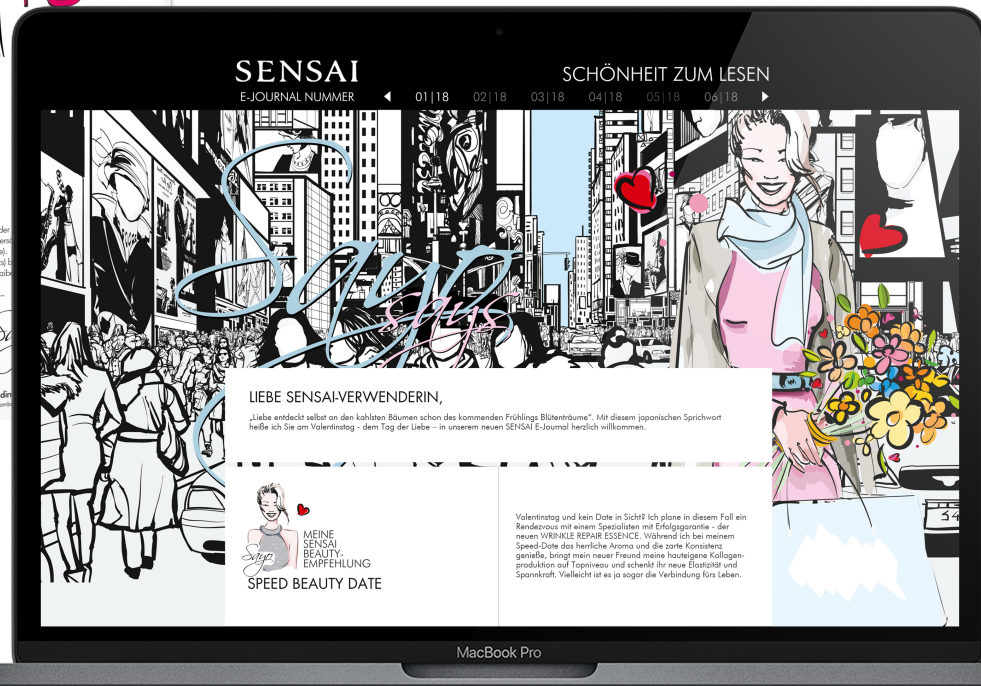 SENSAI
SCHÖNHEIT ZUM LESEN
E-JOURNAL NUMMER
01|18
02|18
03|18
04|18
05|18
06|18
Sayo
says
LIEBE SENSAI-VERWENDERIN,
„Liebe entdeckt selbst an den kahlsten Bäumen schon des kommenden Frühlings Blütenträume“. Mit diesem japanischen Sprichwort
heiße ich Sie am Valentinstag - dem Tag der Liebe – in unserem neuen SENSAI E-Journal herzlich willkommen.
Sayo
MEINE
SENSAI
BEAUTY-
EMPFEHLUNG
SPEED BEAUTY DATE
Valentinstag und kein Date in Sicht? Ich plane in diesem Fall ein
Rendezvous mit einem Spezialisten mit Erfolgsgarantie - der
neuen WRINKLE REPAIR ESSENCE. Während ich bei meinem
Speed-Date das herrliche Aroma und die zarte Konsistenz
genieße, bringt mein neuer Freund meine hauteigene Kollagen-
produktion auf Topniveau und schenkt ihr neue Elastizität und
Spannkraft. Vielleicht ist es ja sogar die Verbindung fürs Leben.
MacBook Pro